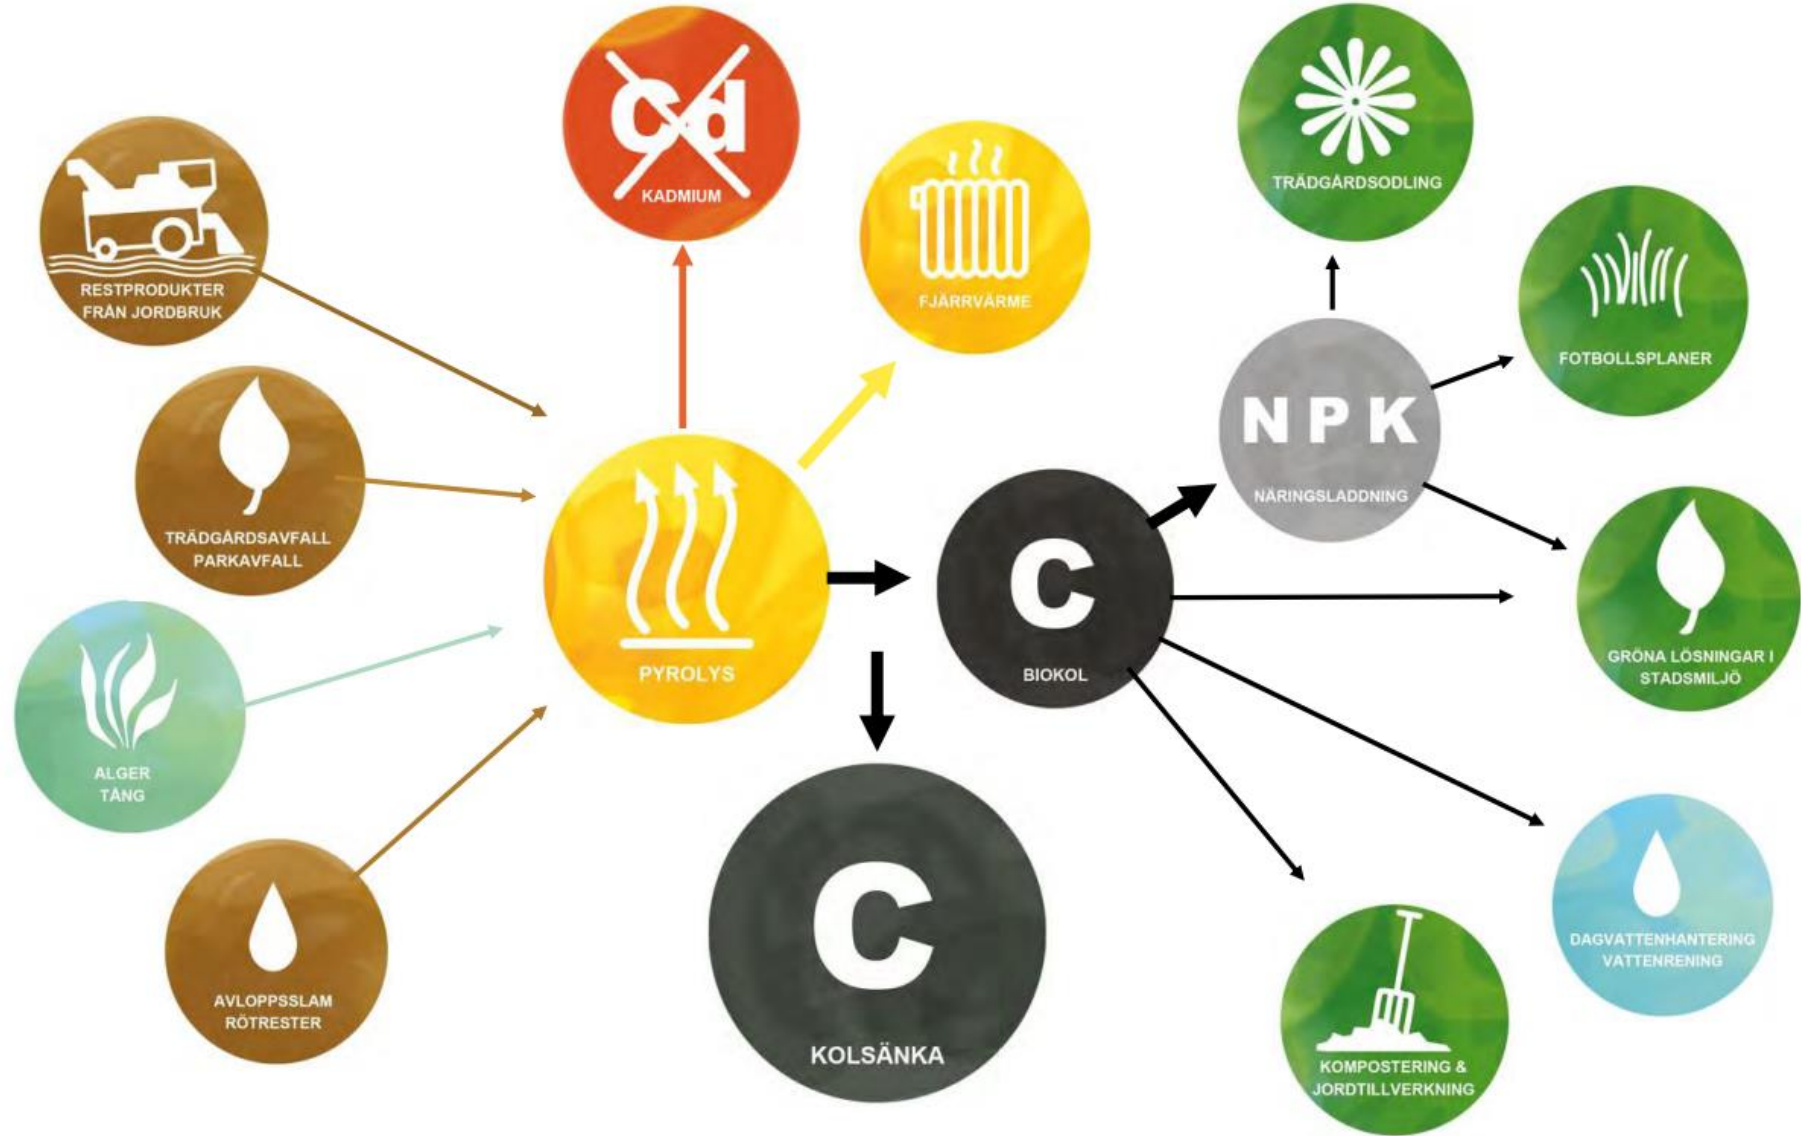 Cd
KADMIUM
RESTPRODUKTER
FRÅN JORDBRUK
FJÄRRVÄRME
TRÄDGÅRDSODLING
FOTBOLLSPLANER
NPK
NÄRINGSLADDNING
TRÄDGÅRDSAVFALL
PARKAVFALL
PYROLYS
C
BIOKOL
GRÖNA LÖSNINGAR I
STADSMILJÖ
ALGER
TÅNG
AVLOPPSSLAM
RÖTRESTER
C
KOLSÄNKA
DAGVATTENHANTERING
VATTENRENING
KOMPOSTERING &
JORDTILLVERKNING